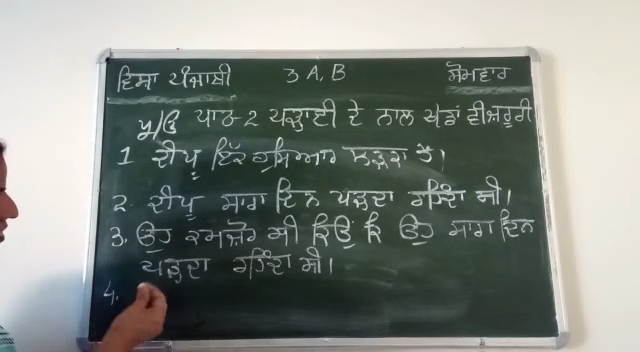 ਵਿਸ਼ਾ ਪੰਜਾਬੀ 3 A, B ਸੋਮਵਾਰ
ਪ੍ਰ/ਉ ਪਾਠ-2 ਪੜ੍ਹਾਈ ਦੇ ਨਾਲ ਖੇਡਾਂ ਵੀ ਜ਼ਰੂਰੀ
1 ਦੀਪੂ ਇੱਕ ਹੁਸ਼ਿਆਰ ਲੜਕਾ ਹੈ।
2. ਦੀਪੂ ਸਾਰਾ ਦਿਨ ਪੜ੍ਹਦਾ ਰਹਿੰਦਾ ਸੀ।
3. ਉਹ ਕਮਜ਼ੋਰ ਸੀ ਕਿਉਂ ਕਿ ਉਹ ਸਾਰਾ ਦਿਨ
ਪੜ੍ਹਦਾ ਰਹਿੰਦਾ ਸੀ।
4.